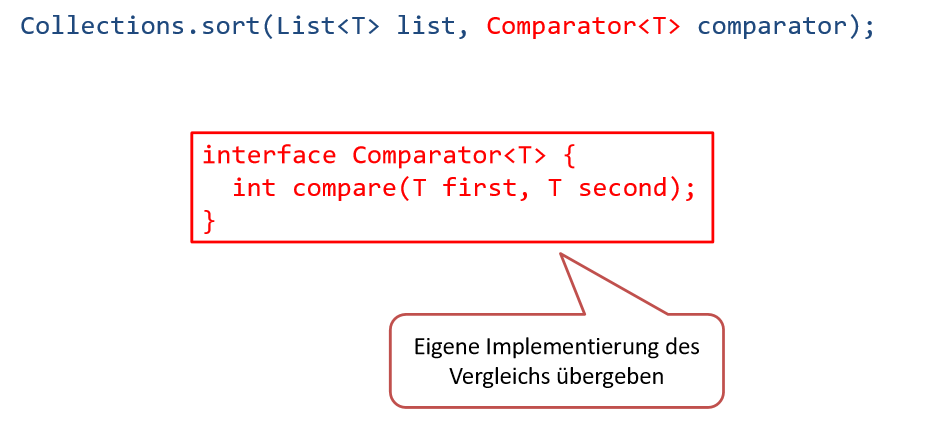 Collections.sort(List<T> list, Comparator<T> comparator);
interface Comparator<T> {
  int compare(T first, T second);
}
Eigene Implementierung des
Vergleichs übergeben